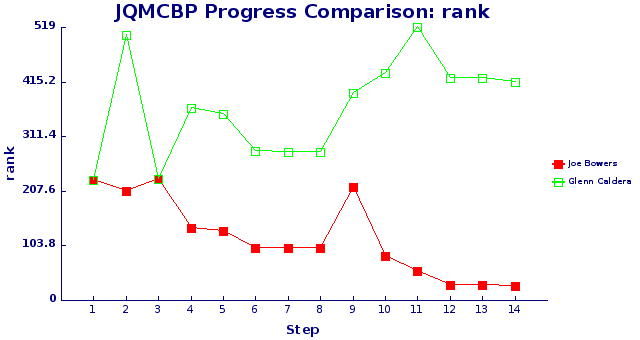 JQMCBP Progress Comparison: rank
519
415.2
311.4
207.6
103.8
0
rank
1 2 3 4 5 6 7 8 9 10 11 12 13 14
Step
Joe Bowers
Glenn Caldera